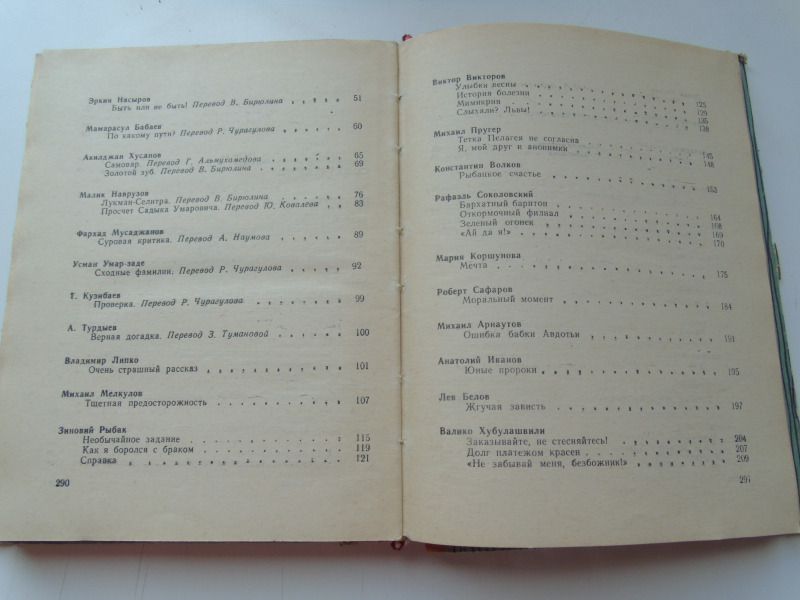 Эркин Насыров
Быть или не быть! Перевод В. Бирюлина . . . . . 51
Мамарасул Бабаев
По какому пути? Перевод Р. Чурагулова . . . . . 60
Акилджан Хусанов
Самовар. Перевод Г. Альмухамедова . . . . . 65
Золотой зуб. Перевод В. Бирюлина . . . . . 69
Малик Наврузов
Лукман-Селитра. Перевод В. Бирюлина . . . . . 76
Просчет Садыка Умаровича. Перевод Ю. Ковалева . . . . . 83
Фархад Мусаджанов
Суровая критика. Перевод А. Наумова . . . . . 89
Усман Умар-заде
Сходные фамилии. Перевод Р. Чурагулова . . . . . 92
Т. Кузибаев
Проверка. Перевод Р. Чурагулова . . . . . 99
А. Турдыев
Верная догадка. Перевод З. Тумановой . . . . . 100
Владимир Липко
Очень страшный рассказ . . . . . 101
Михаил Мелкулов
Тщетная предосторожность . . . . . 107
Зиновий Рыбак
Необычайное задание . . . . . 115
Как я боролся с браком . . . . . 119
Справка . . . . . 121
290
Виктор Викторов
Улыбки весны . . . . . 125
История болезни . . . . . 129
Мимикрия . . . . . 135
Слыхали? Львы! . . . . . 138
Михаил Пругер
Тетка Пелагея не согласна . . . . . 145
Я, мой друг и анонимки . . . . . 148
Константин Волков
Рыбацкое счастье . . . . . 153
Рафаэль Соколовский
Бархатный баритон . . . . . 164
Откормочный филиал . . . . . 168
Зеленый огонек . . . . . 169
«Ай да я!» . . . . . 170
Мария Коршунова
Мечта . . . . . 175
Роберт Сафаров
Моральный момент . . . . . 184
Михаил Арнаутов
Ошибка бабки Авдотьи . . . . . 191
Анатолий Иванов
Юные пророки . . . . . 195
Лев Белов
Жгучая зависть . . . . . 197
Валико Хубулашвили
Заказывайте, не стесняйтесь! . . . . . 204
Долг платежом красен . . . . . 207
«Не забывай меня, безбожник!» . . . . . 209
291